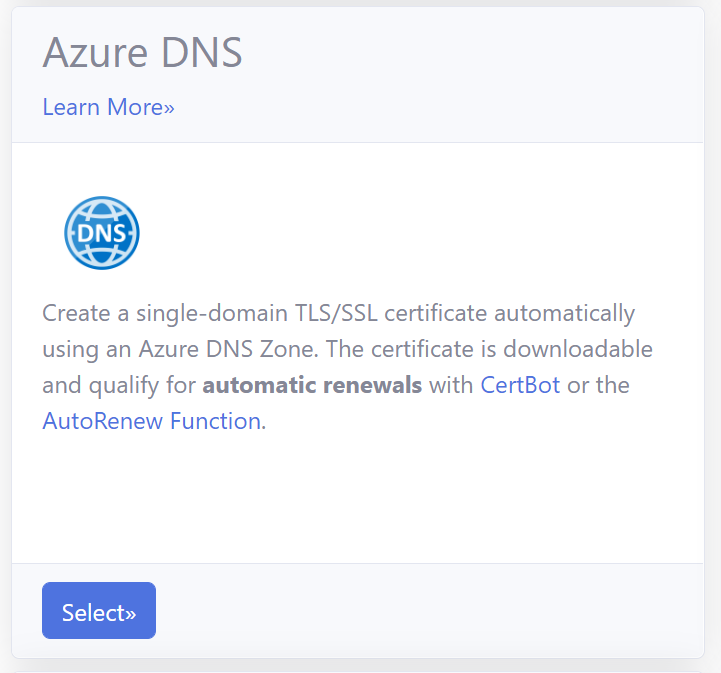 Azure DNS
Learn More»
DNS
Create a single-domain TLS/SSL certificate automatically
using an Azure DNS Zone. The certificate is downloadable
and qualify for automatic renewals with CertBot or the
AutoRenew Function.
Select»